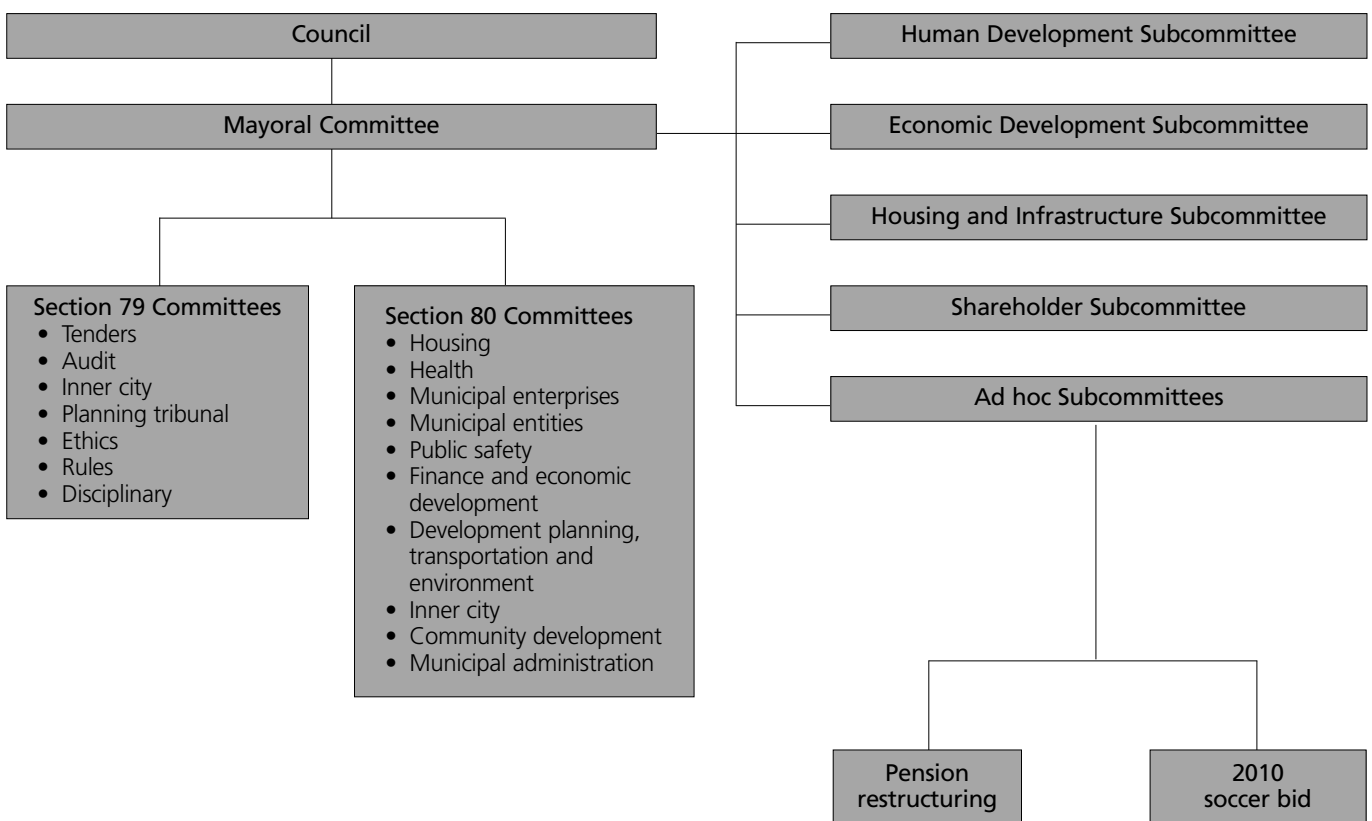 Council
Mayoral Committee
Section 79 Committees
• Tenders
• Audit
• Inner city
• Planning tribunal
• Ethics
• Rules
• Disciplinary
Section 80 Committees
• Housing
• Health
• Municipal enterprises
• Municipal entities
• Public safety
• Finance and economic
development
• Development planning,
transportation and
environment
• Inner city
• Community development
• Municipal administration
Human Development Subcommittee
Economic Development Subcommittee
Housing and Infrastructure Subcommittee
Shareholder Subcommittee
Ad hoc Subcommittees
Pension
restructuring
2010
soccer bid